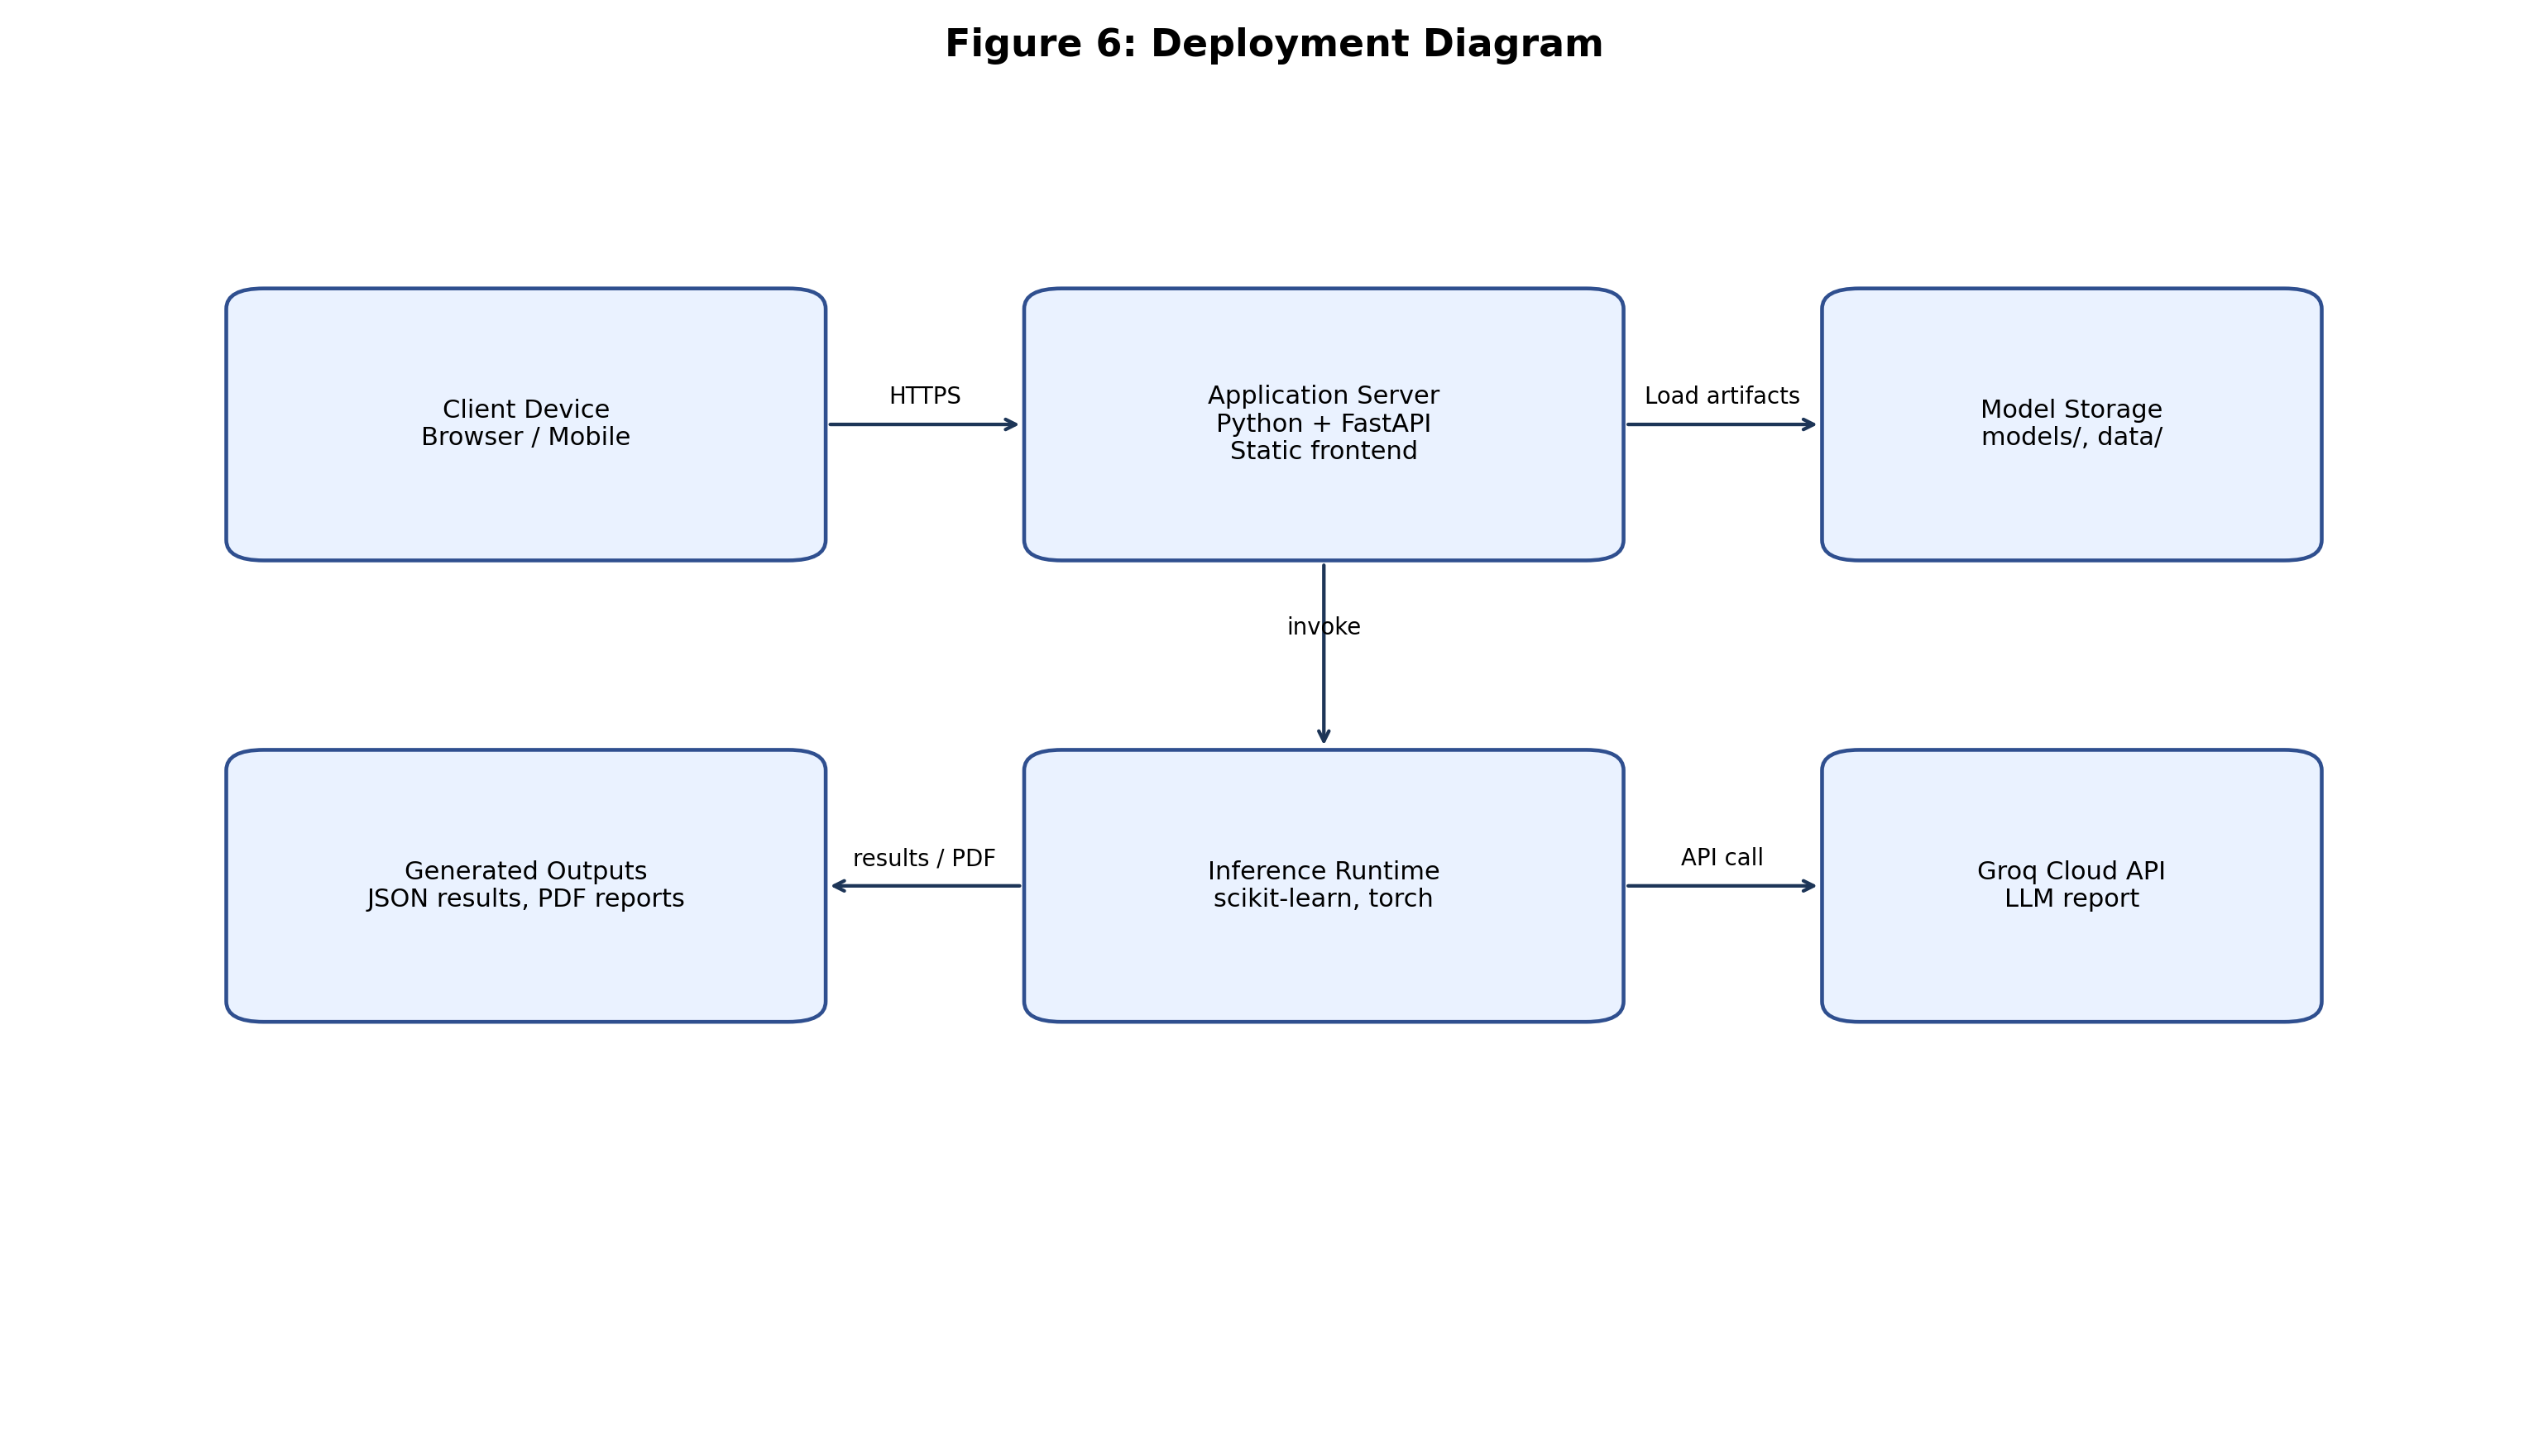 Figure 6: Deployment Diagram
Client Device
Browser / Mobile
HTTPS
Application Server
Python + FastAPI
Static frontend
Load artifacts
Model Storage
models/, data/
invoke
Generated Outputs
JSON results, PDF reports
results / PDF
Inference Runtime
scikit-learn, torch
API call
Groq Cloud API
LLM report